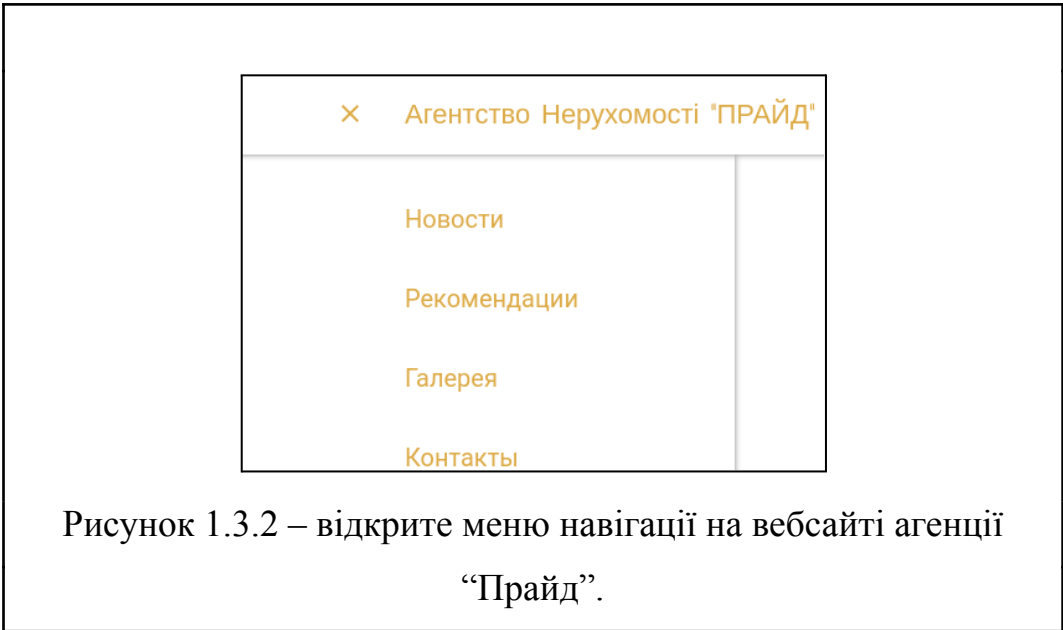 × Агентство Нерухомості "ПРАЙД"
Новости
Рекомендации
Галерея
Контакты
Рисунок 1.3.2 – відкрите меню навігації на вебсайті агенції
“Прайд”.